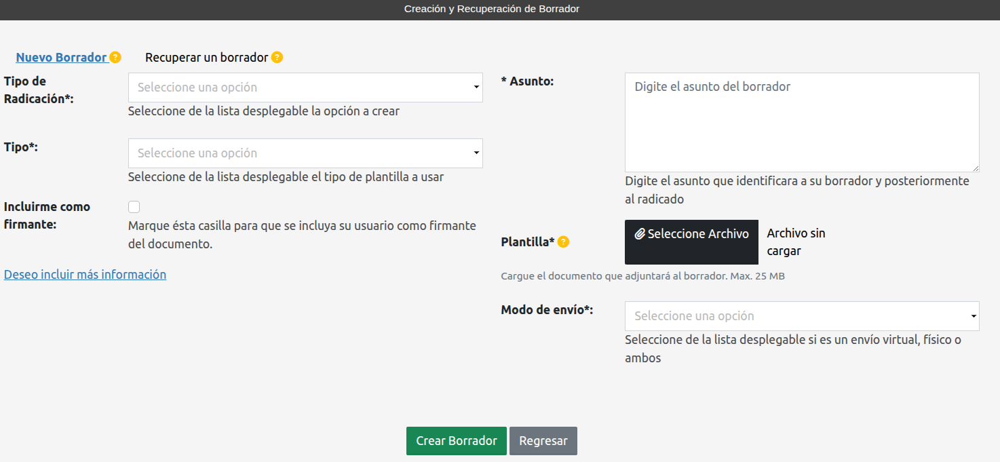 Creación y Recuperación de Borrador
Nuevo Borrador ?
Recuperar un borrador ?
Tipo de
Radicación*:
Seleccione una opción
Seleccione de la lista desplegable la opción a crear
Tipo*:
Seleccione una opción
Seleccione de la lista desplegable el tipo de plantilla a usar
Incluirme como
firmante:
Marque ésta casilla para que se incluya su usuario como firmante
del documento.
Deseo incluir más información
* Asunto:
Digite el asunto del borrador
Digite el asunto que identificara a su borrador y posteriormente
al radicado
Plantilla* ?
Seleccione Archivo
Archivo sin
cargar
Cargue el documento que adjuntará al borrador. Max. 25 MB
Modo de envío*:
Seleccione una opción
Seleccione de la lista desplegable si es un envío virtual, físico o
ambos
Crear Borrador
Regresar